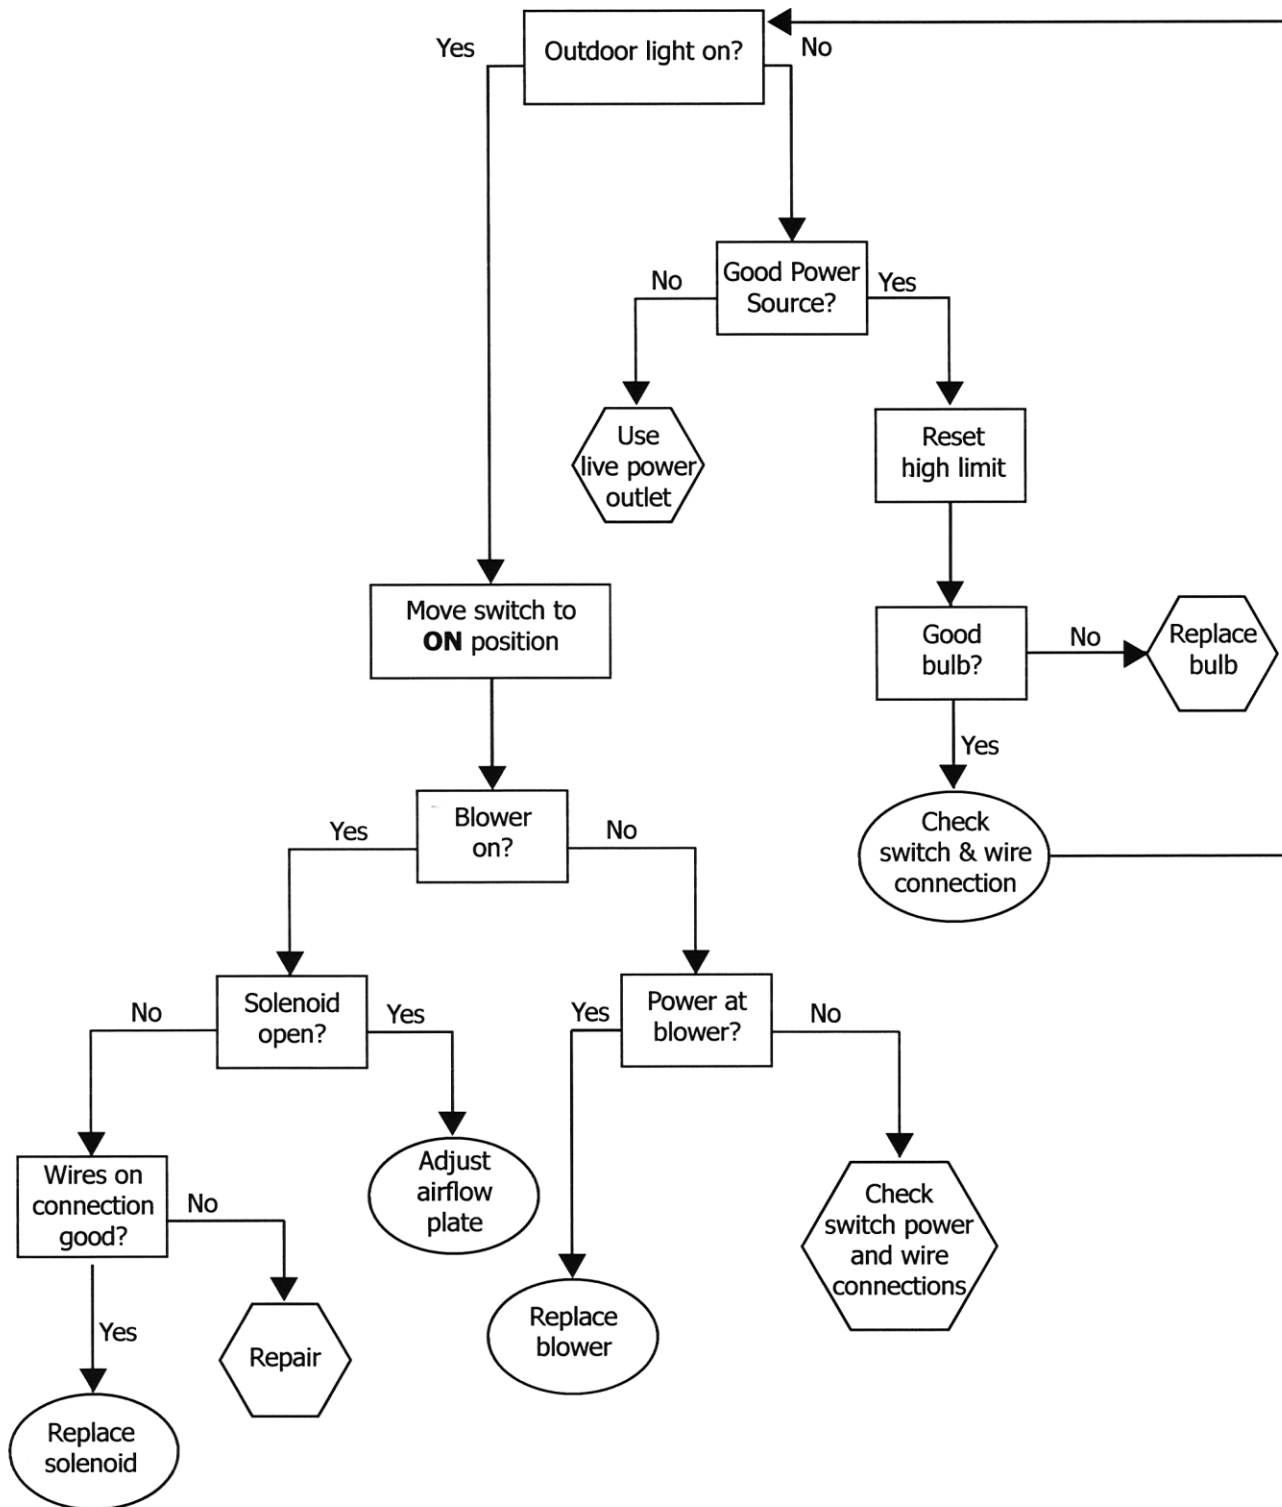 Outdoor light on?
Yes
No
Good Power
Source?
No
Yes
Use
live power
outlet
Reset
high limit
Move switch to
ON position
Good
bulb?
No
Replace
bulb
Yes
Blower
on?
Yes
No
Check
switch & wire
connection
Solenoid
open?
No
Yes
Power at
blower?
Yes
No
Wires on
connection
good?
No
Adjust
airflow
plate
Check
switch power
and wire
connections
Yes
Repair
Replace
blower
Replace
solenoid